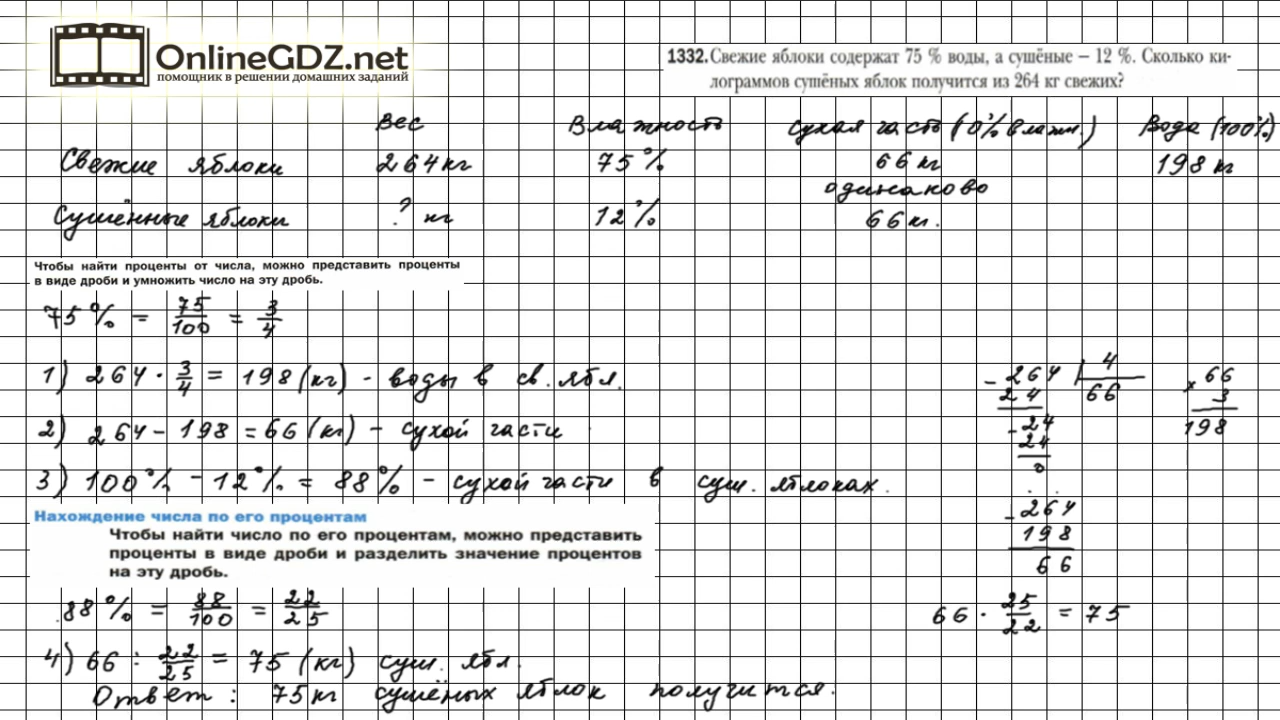 OnlineGDZ.net
помощник в решении домашних заданий
1332. Свежие яблоки содержат 75 % воды, а сушёные – 12 %. Сколько ки-
лограммов сушёных яблок получится из 264 кг свежих?
Вес Влажность Сухая часть (0% влажн.) Вода (100%)
Свежие яблоки 264 кг 75% 66 кг 198 кг
одинаково
Сушённые яблоки ? кг 12% 66 кг.
Чтобы найти проценты от числа, можно представить проценты
в виде дроби и умножить число на эту дробь.
75% = 75/100 = 3/4
1) 264 · 3/4 = 198 (кг) - воды в св. ябл.
2) 264 - 198 = 66 (кг) - сухой части
3) 100% - 12% = 88% - сухой части в суш. яблоках.
Нахождение числа по его процентам
Чтобы найти число по его процентам, можно представить
проценты в виде дроби и разделить значение процентов
на эту дробь.
88% = 88/100 = 22/25
4) 66 : 22/25 = 75 (кг) суш. ябл.
Ответ : 75 кг сушёных яблок получится.
- 264 | 4
24 66
- 24
24
0
× 66
3
198
- 264
198
66
66 · 25/22 = 75